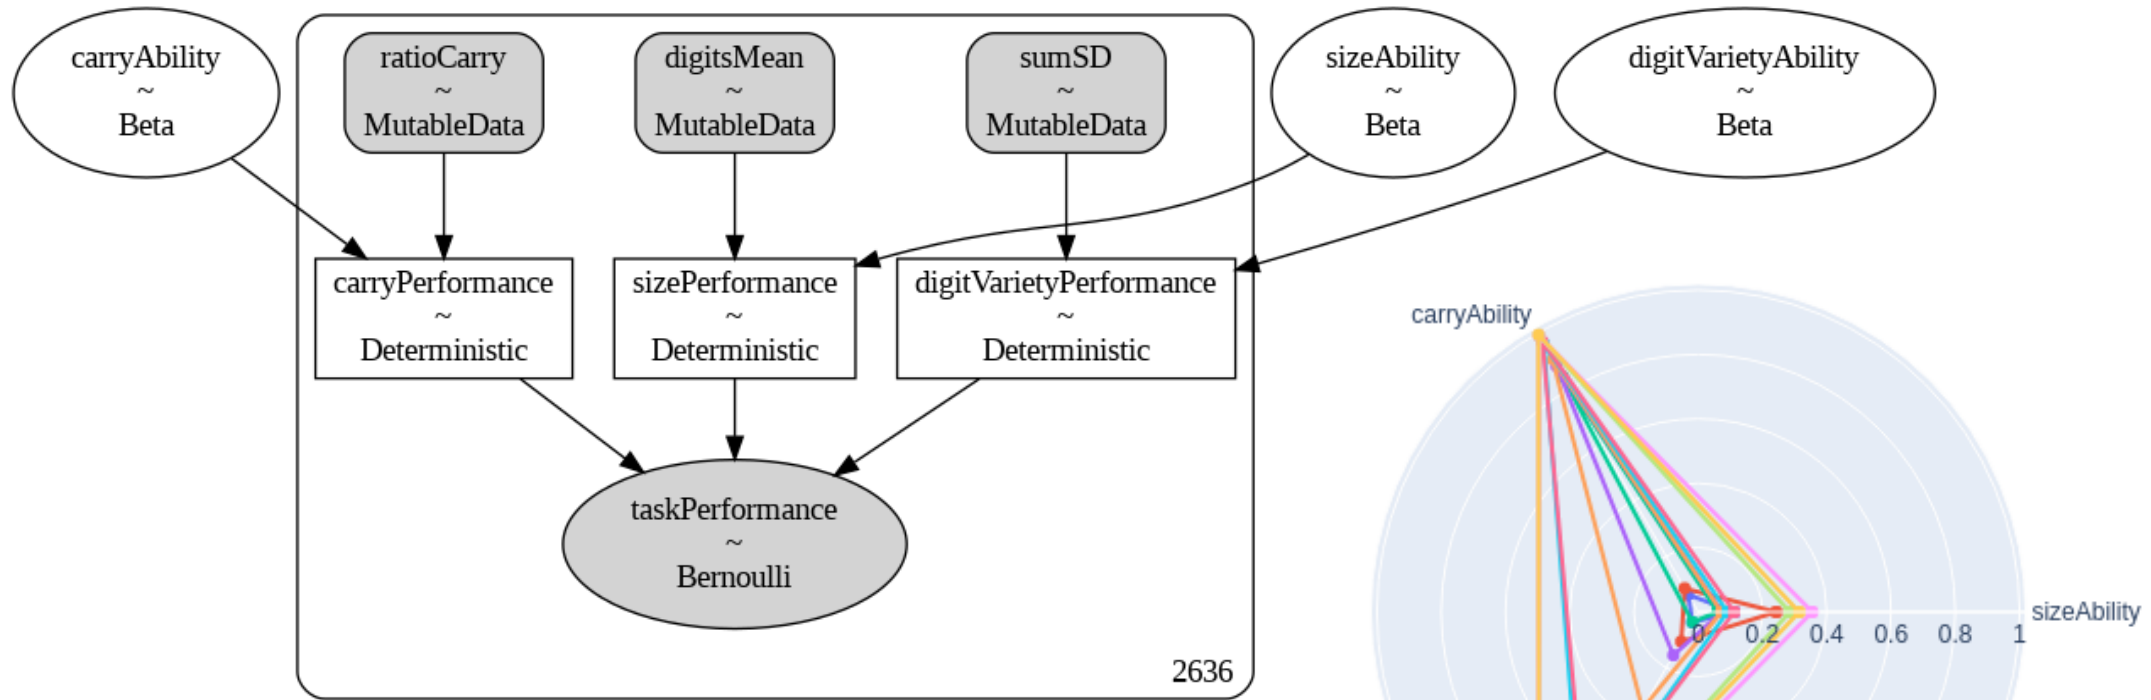 carryAbility
~
Beta
ratioCarry
~
MutableData
digitsMean
~
MutableData
sumSD
~
MutableData
sizeAbility
~
Beta
digitVarietyAbility
~
Beta
carryPerformance
~
Deterministic
sizePerformance
~
Deterministic
digitVarietyPerformance
~
Deterministic
taskPerformance
~
Bernoulli
2636
carryAbility
sizeAbility
0 0.2 0.4 0.6 0.8 1